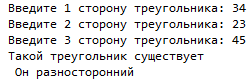 Введите 1 сторону треугольника: 34
Введите 2 сторону треугольника: 23
Введите 3 сторону треугольника: 45
Такой треугольник существует
Он разносторонний